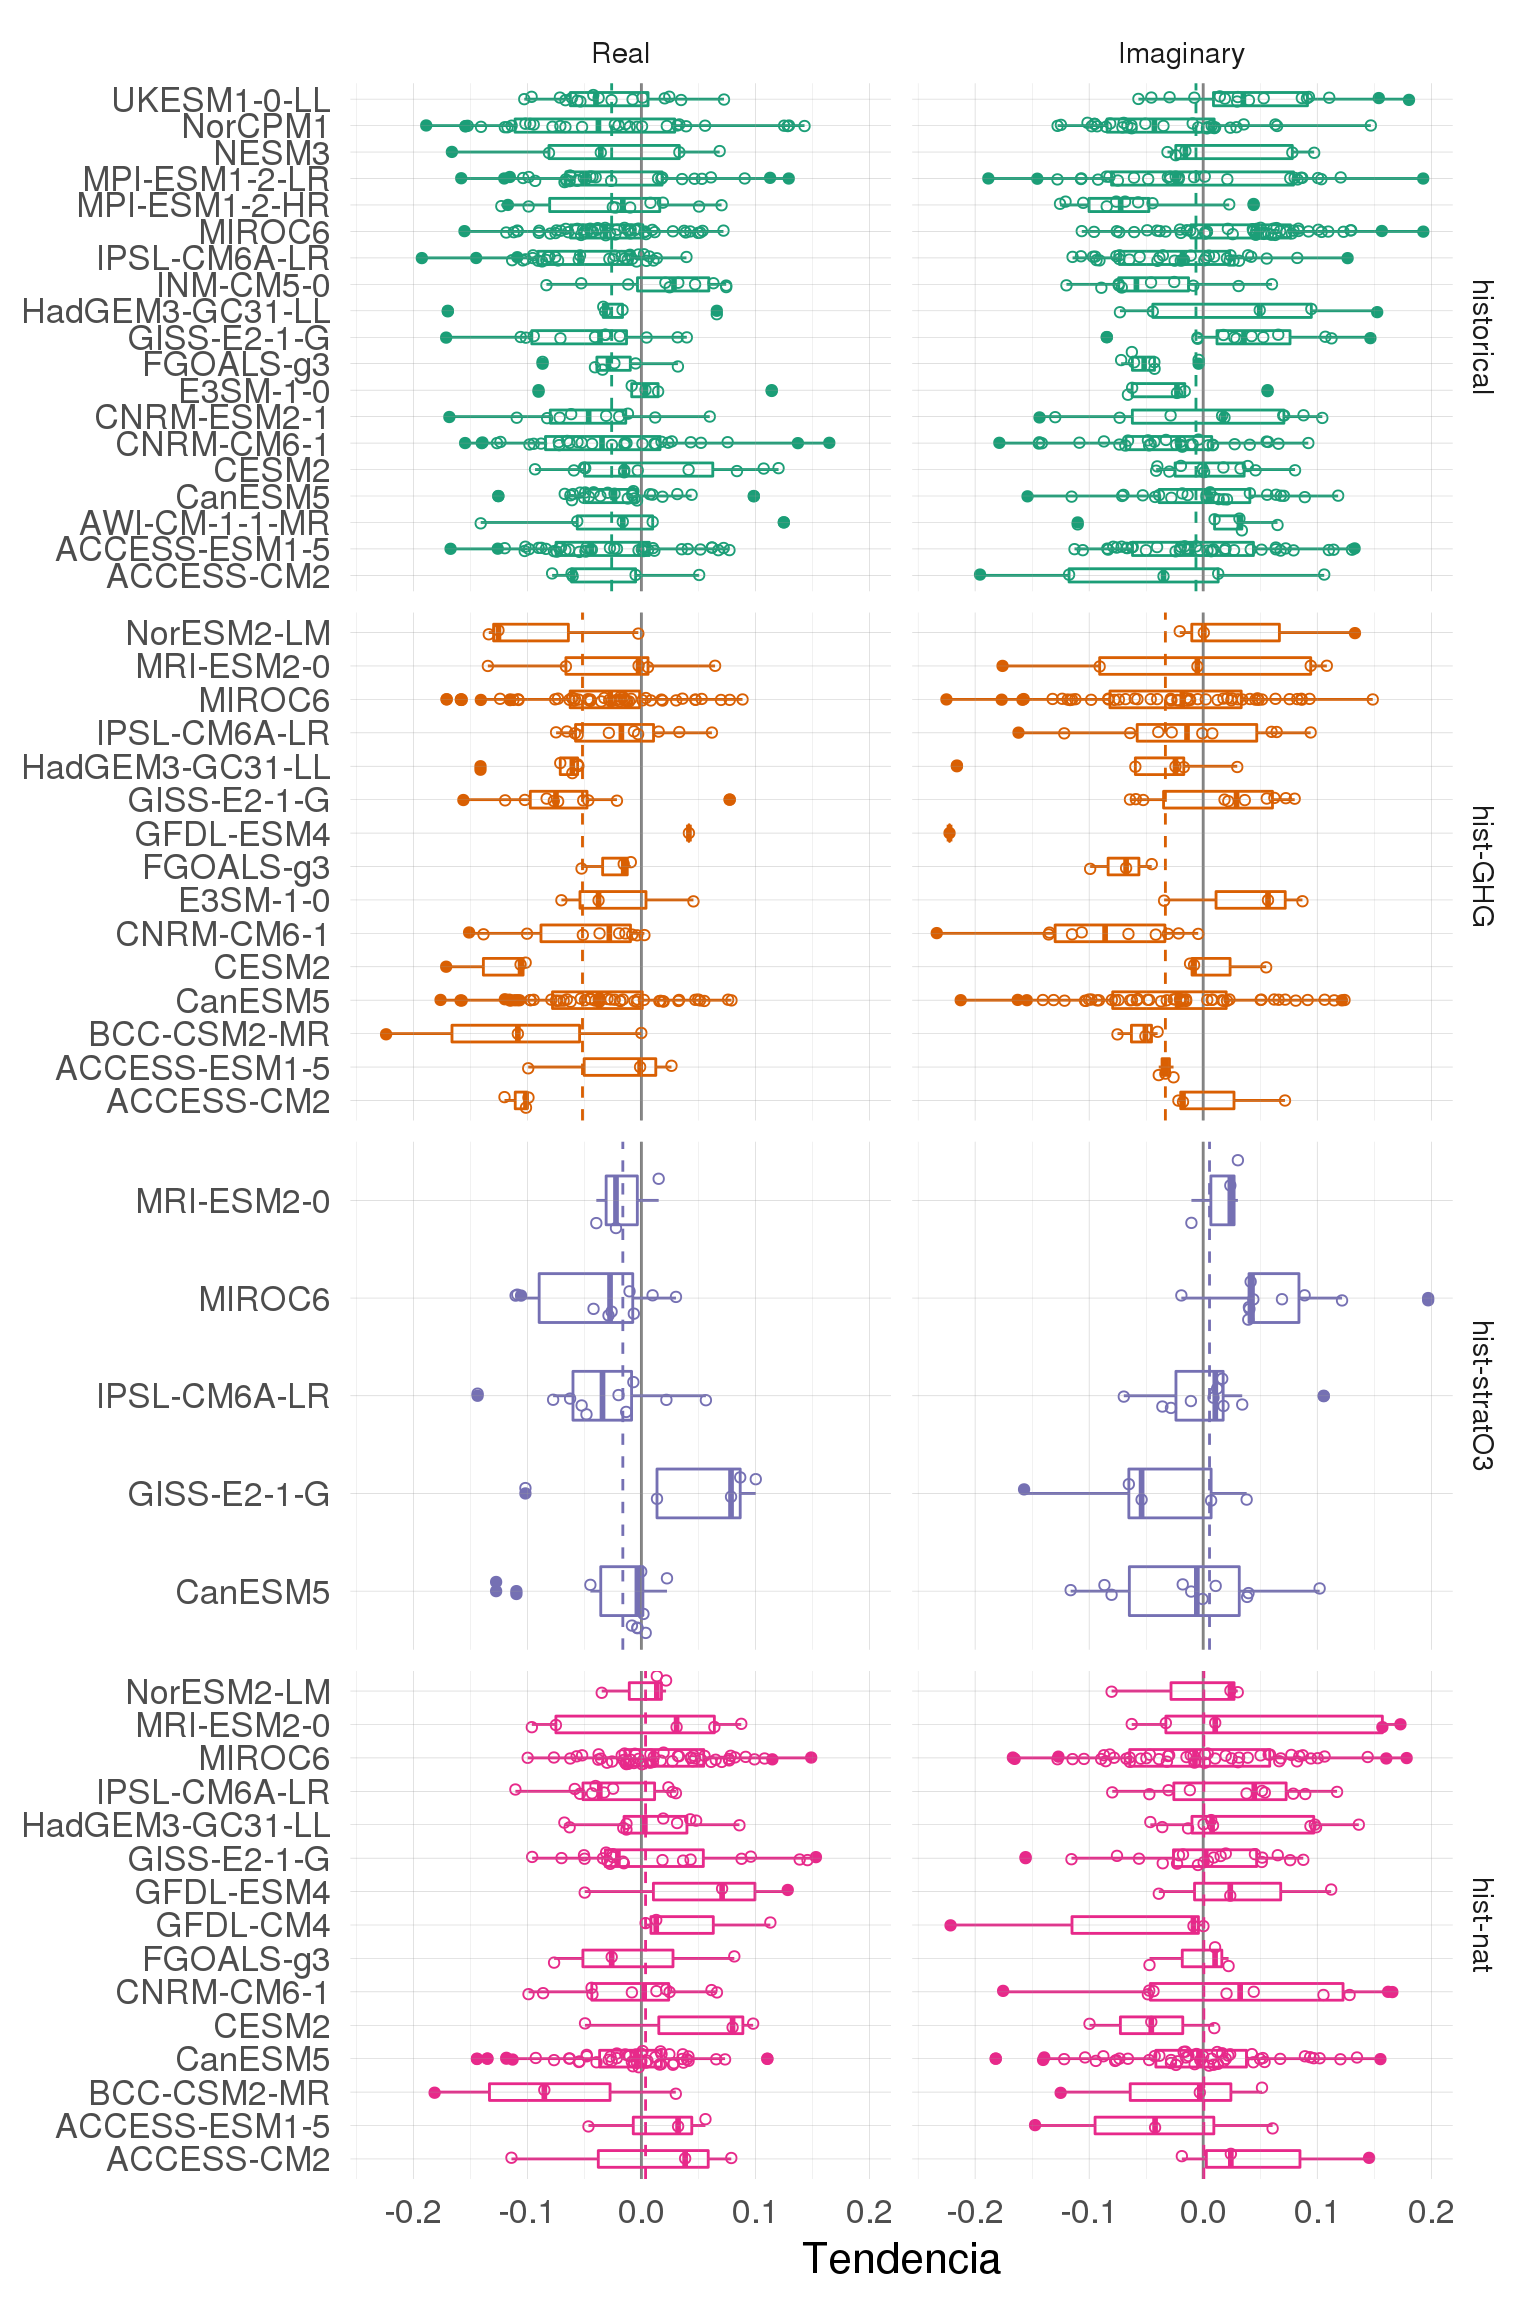 Real Imaginary
UKESM1-0-LL
NorCPM1
NESM3
MPI-ESM1-2-LR
MPI-ESM1-2-HR
MIROC6
IPSL-CM6A-LR
INM-CM5-0
HadGEM3-GC31-LL
GISS-E2-1-G
FGOALS-g3
E3SM-1-0
CNRM-ESM2-1
CNRM-CM6-1
CESM2
CanESM5
AWI-CM-1-1-MR
ACCESS-ESM1-5
ACCESS-CM2
historical
NorESM2-LM
MRI-ESM2-0
MIROC6
IPSL-CM6A-LR
HadGEM3-GC31-LL
GISS-E2-1-G
GFDL-ESM4
FGOALS-g3
E3SM-1-0
CNRM-CM6-1
CESM2
CanESM5
BCC-CSM2-MR
ACCESS-ESM1-5
ACCESS-CM2
hist-GHG
MRI-ESM2-0
MIROC6
IPSL-CM6A-LR
GISS-E2-1-G
CanESM5
hist-stratO3
NorESM2-LM
MRI-ESM2-0
MIROC6
IPSL-CM6A-LR
HadGEM3-GC31-LL
GISS-E2-1-G
GFDL-ESM4
GFDL-CM4
FGOALS-g3
CNRM-CM6-1
CESM2
CanESM5
BCC-CSM2-MR
ACCESS-ESM1-5
ACCESS-CM2
hist-nat
-0.2 -0.1 0.0 0.1 0.2 -0.2 -0.1 0.0 0.1 0.2
Tendencia